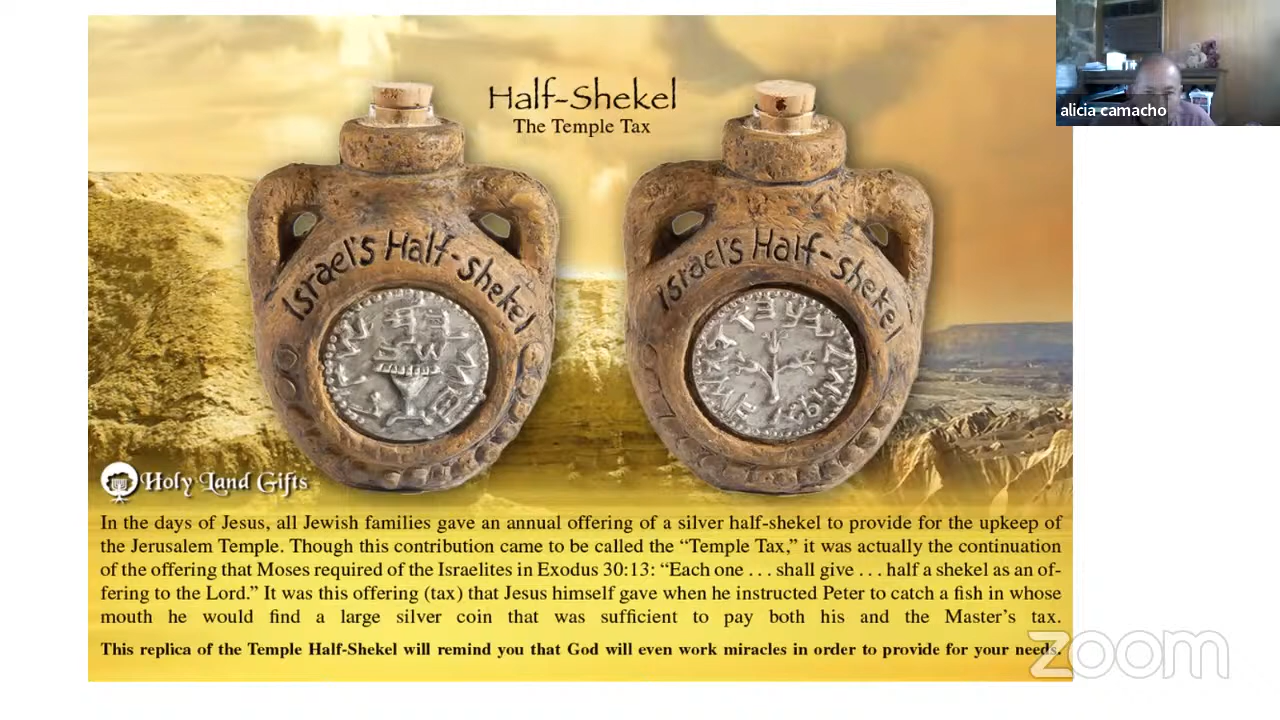 Half-Shekel
The Temple Tax
alicia camacho
Israel's Half-shekel
Israel's Half-shekel
Holy Land Gifts
In the days of Jesus, all Jewish families gave an annual offering of a silver half-shekel to provide for the upkeep of
the Jerusalem Temple. Though this contribution came to be called the “Temple Tax,” it was actually the continuation
of the offering that Moses required of the Israelites in Exodus 30:13: “Each one . . . shall give . . . half a shekel as an of-
fering to the Lord.” It was this offering (tax) that Jesus himself gave when he instructed Peter to catch a fish in whose
mouth he would find a large silver coin that was sufficient to pay both his and the Master’s tax.
This replica of the Temple Half-Shekel will remind you that God will even work miracles in order to provide for your needs.
zoom